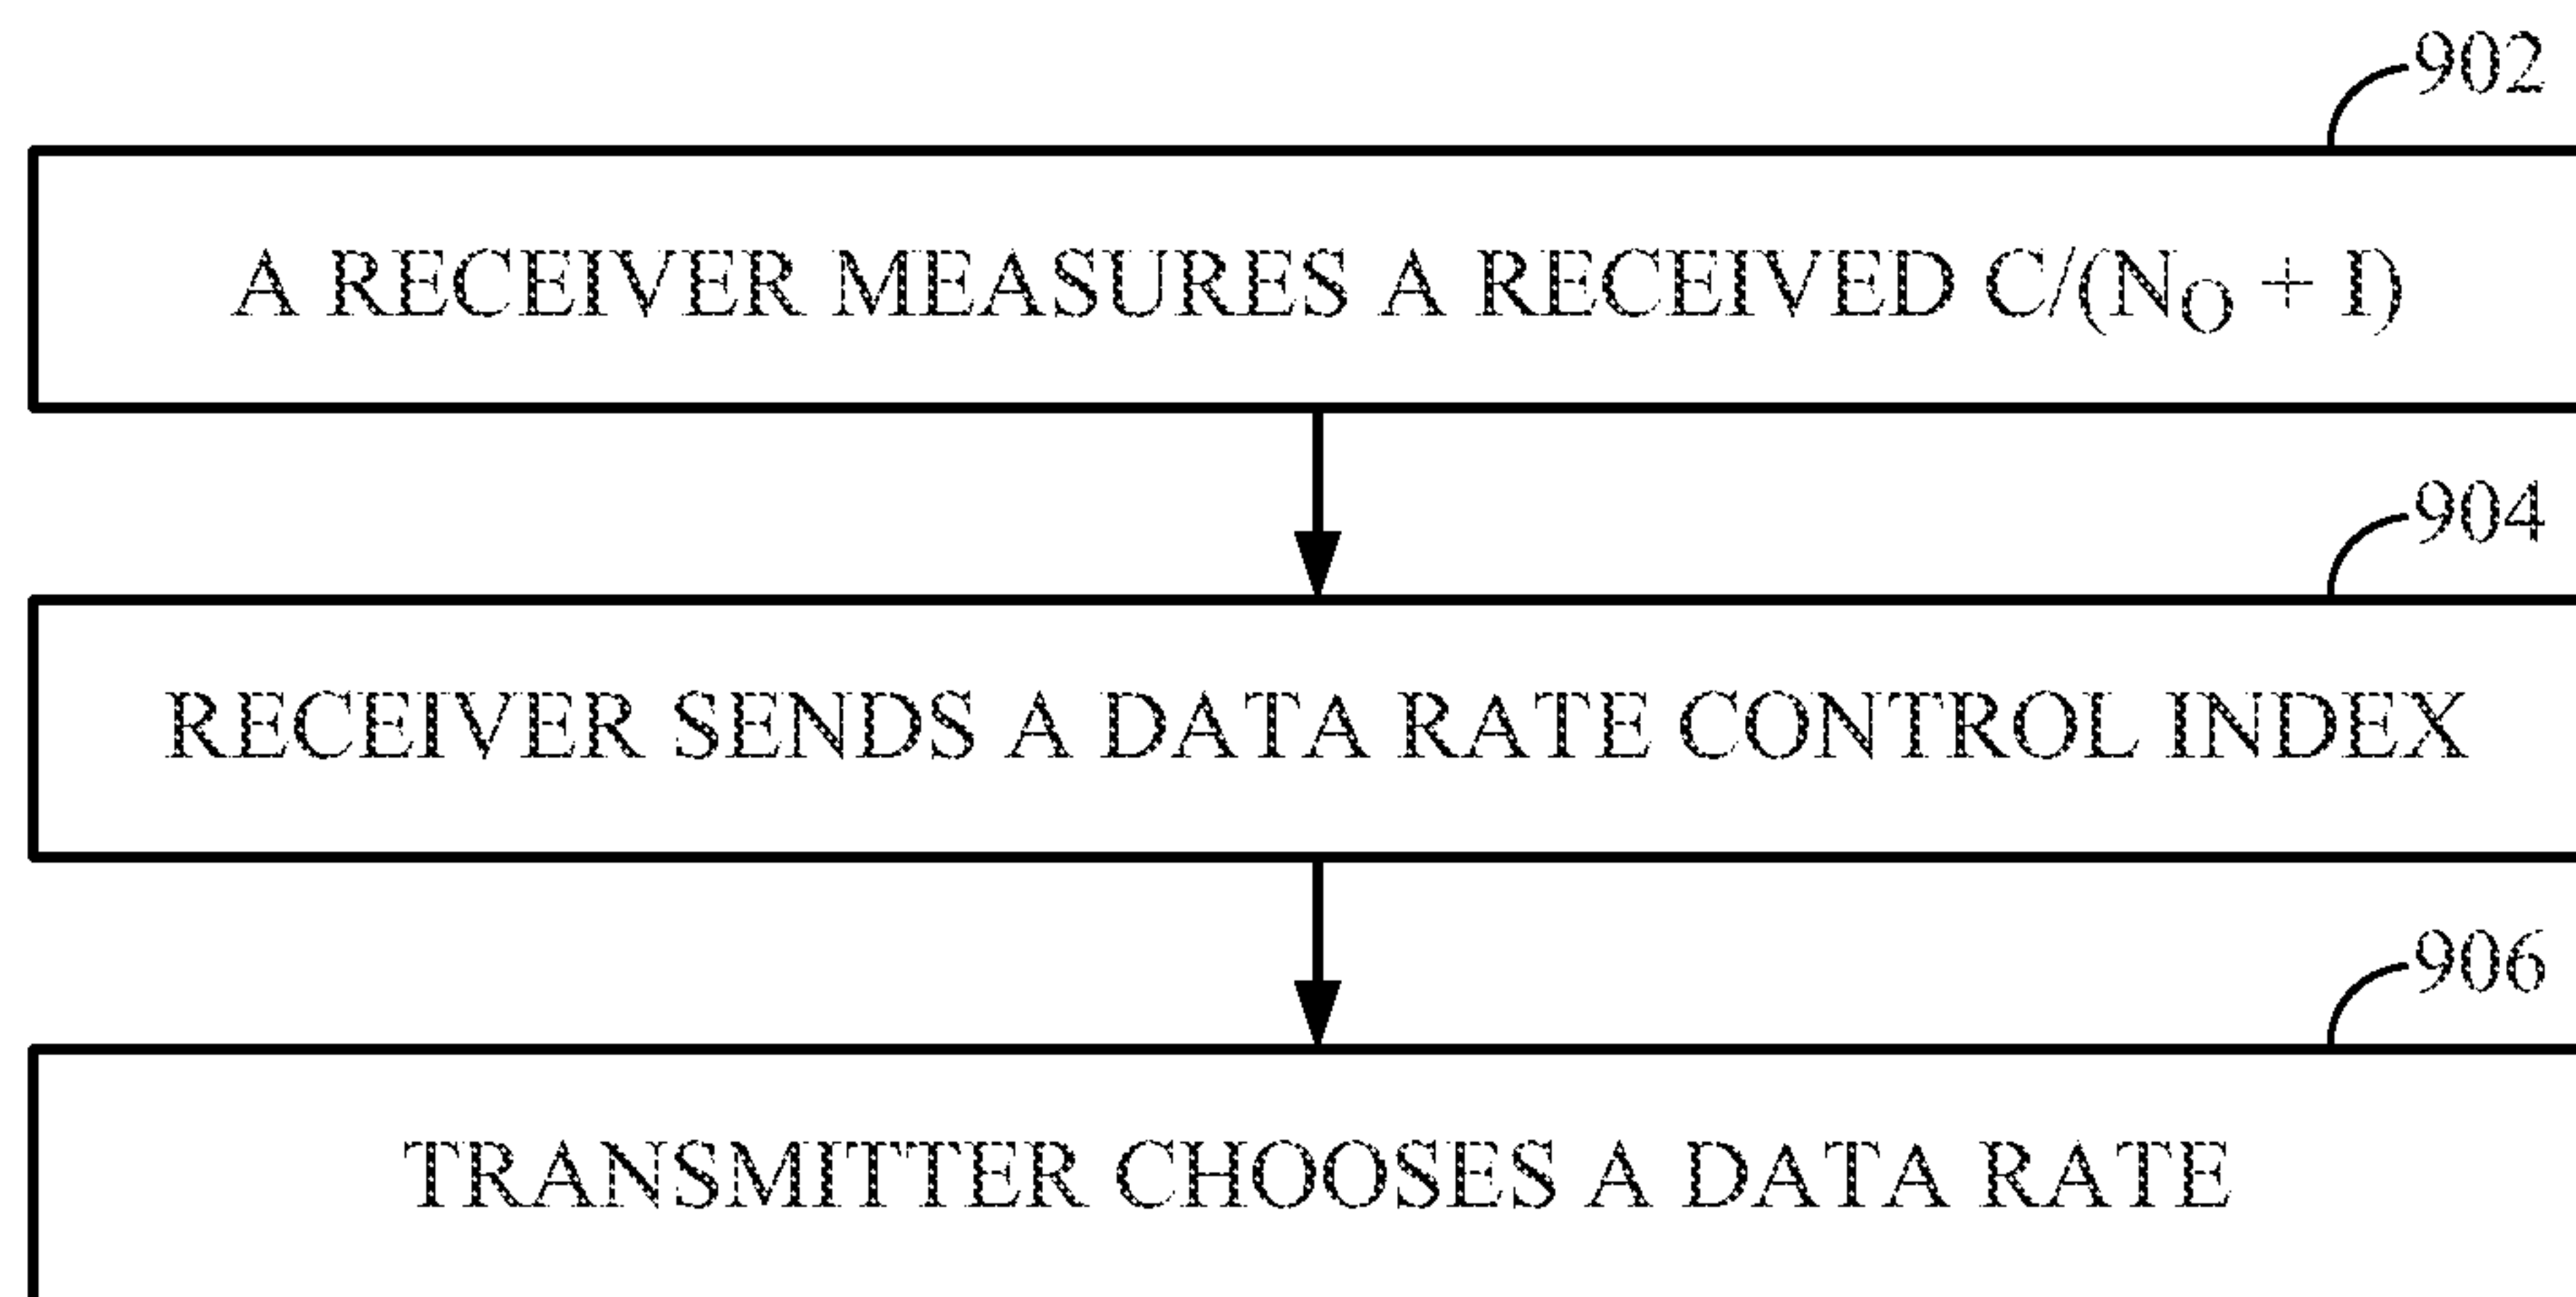 902
A RECEIVER MEASURES A RECEIVED C/(N₀ + I)
904
RECEIVER SENDS A DATA RATE CONTROL INDEX
906
TRANSMITTER CHOOSES A DATA RATE